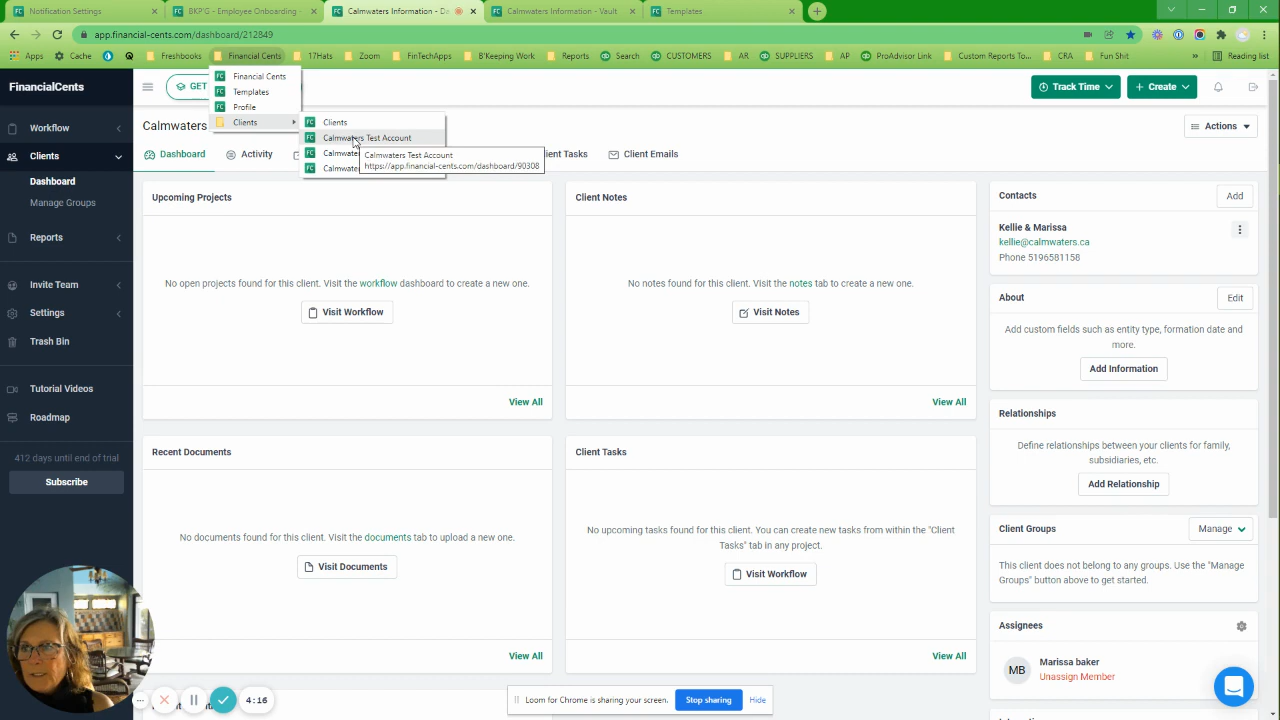 Notification Settings
BKP'G - Employee Onboarding -
Calmwaters Information - Da
Calmwaters Information - Vault
Templates
app.financial-cents.com/dashboard/212849
Apps
Cache
Freshbooks
Financial Cents
17Hats
Zoom
FinTechApps
B'Keeping Work
Reports
Search
CUSTOMERS
AR
SUPPLIERS
AP
ProAdvisor Link
Custom Reports To...
CRA
Fun Shit
Reading list
FinancialCents
GET
Financial Cents
Templates
Profile
Clients
Clients
Calmwaters Test Account
Calmwate
Calmwate
Calmwaters Test Account
https://app.financial-cents.com/dashboard/90308
Track Time
Create
Workflow
Clients
Dashboard
Manage Groups
Reports
Invite Team
Settings
Trash Bin
Tutorial Videos
Roadmap
412 days until end of trial
Subscribe
Calmwaters
Actions
Dashboard
Activity
ent Tasks
Client Emails
Upcoming Projects
No open projects found for this client. Visit the workflow dashboard to create a new one.
Visit Workflow
View All
Client Notes
No notes found for this client. Visit the notes tab to create a new one.
Visit Notes
View All
Recent Documents
No documents found for this client. Visit the documents tab to upload a new one.
Visit Documents
View All
Client Tasks
No upcoming tasks found for this client. You can create new tasks from within the "Client
Tasks" tab in any project.
Visit Workflow
View All
Contacts
Add
Kellie & Marissa
kellie@calmwaters.ca
Phone 5196581158
About
Edit
Add custom fields such as entity type, formation date and
more.
Add Information
Relationships
Define relationships between your clients for family,
subsidiaries, etc.
Add Relationship
Client Groups
Manage
This client does not belong to any groups. Use the "Manage
Groups" button above to get started.
Assignees
MB
Marissa baker
Unassign Member
4:16
Loom for Chrome is sharing your screen.
Stop sharing
Hide